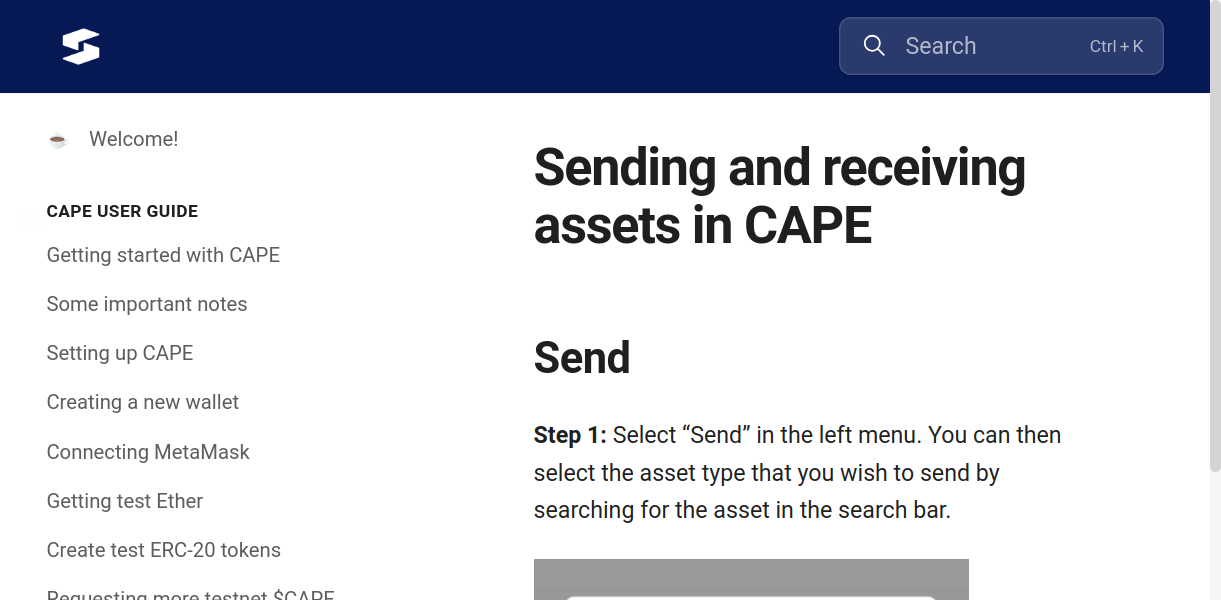 Search
Ctrl + K
Welcome!
CAPE USER GUIDE
Getting started with CAPE
Some important notes
Setting up CAPE
Creating a new wallet
Connecting MetaMask
Getting test Ether
Create test ERC-20 tokens
Requesting more testnet $CAPE
Sending and receiving
assets in CAPE
Send
Step 1: Select “Send” in the left menu. You can then
select the asset type that you wish to send by
searching for the asset in the search bar.